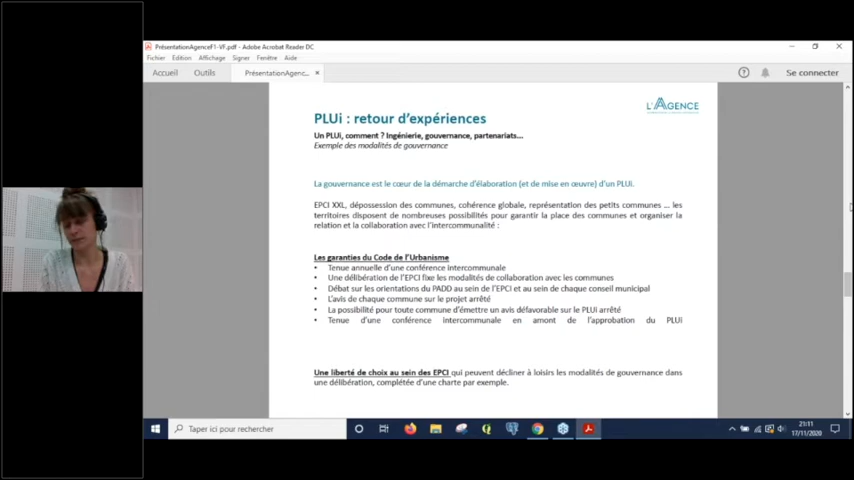 PrésentationAgenceF1-VF.pdf - Adobe Acrobat Reader DC
Fichier Edition Affichage Signer Fenêtre Aide
Accueil Outils PrésentationAgenc... × Se connecter
L'AGENCE
PLUi : retour d'expériences
Un PLUi, comment ? Ingénierie, gouvernance, partenariats...
Exemple des modalités de gouvernance
La gouvernance est le cœur de la démarche d'élaboration (et de mise en œuvre) d'un PLUi.
EPCI XXL, dépossession des communes, cohérence globale, représentation des petits communes ... les
territoires disposent de nombreuses possibilités pour garantir la place des communes et organiser la
relation et la collaboration avec l'intercommunalité :
Les garanties du Code de l'Urbanisme
• Tenue annuelle d'une conférence intercommunale
• Une délibération de l'EPCI fixe les modalités de collaboration avec les communes
• Débat sur les orientations du PADD au sein de l'EPCI et au sein de chaque conseil municipal
• L'avis de chaque commune sur le projet arrêté
• La possibilité pour toute commune d'émettre un avis défavorable sur le PLUi arrêté
• Tenue d'une conférence intercommunale en amont de l'approbation du PLUi
Une liberté de choix au sein des EPCI qui peuvent décliner à loisirs les modalités de gouvernance dans
une délibération, complétée d'une charte par exemple.
Taper ici pour rechercher
21:11
17/11/2020